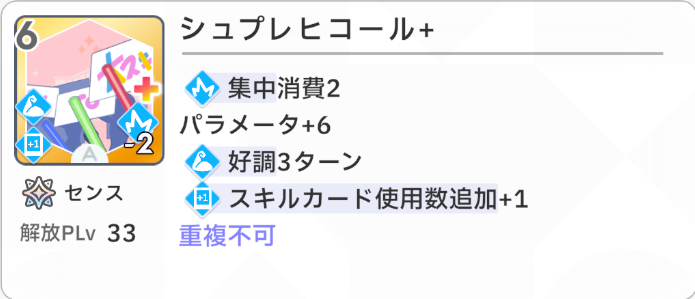 シュプレヒコール+
6
集中消費2
パラメータ+6
好調3ターン
+1
スキルカード使用数追加+1
重複不可
-2
A
センス
解放PLv 33